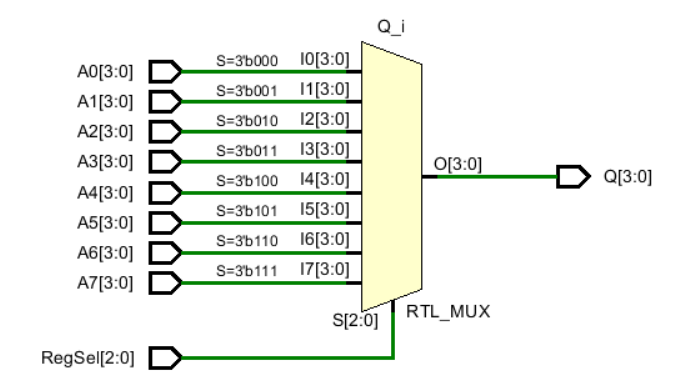 Q_i
A0[3:0] S=3'b000 I0[3:0]
A1[3:0] S=3'b001 I1[3:0]
A2[3:0] S=3'b010 I2[3:0]
A3[3:0] S=3'b011 I3[3:0]
O[3:0] Q[3:0]
A4[3:0] S=3'b100 I4[3:0]
A5[3:0] S=3'b101 I5[3:0]
A6[3:0] S=3'b110 I6[3:0]
A7[3:0] S=3'b111 I7[3:0]
S[2:0] RTL_MUX
RegSel[2:0]